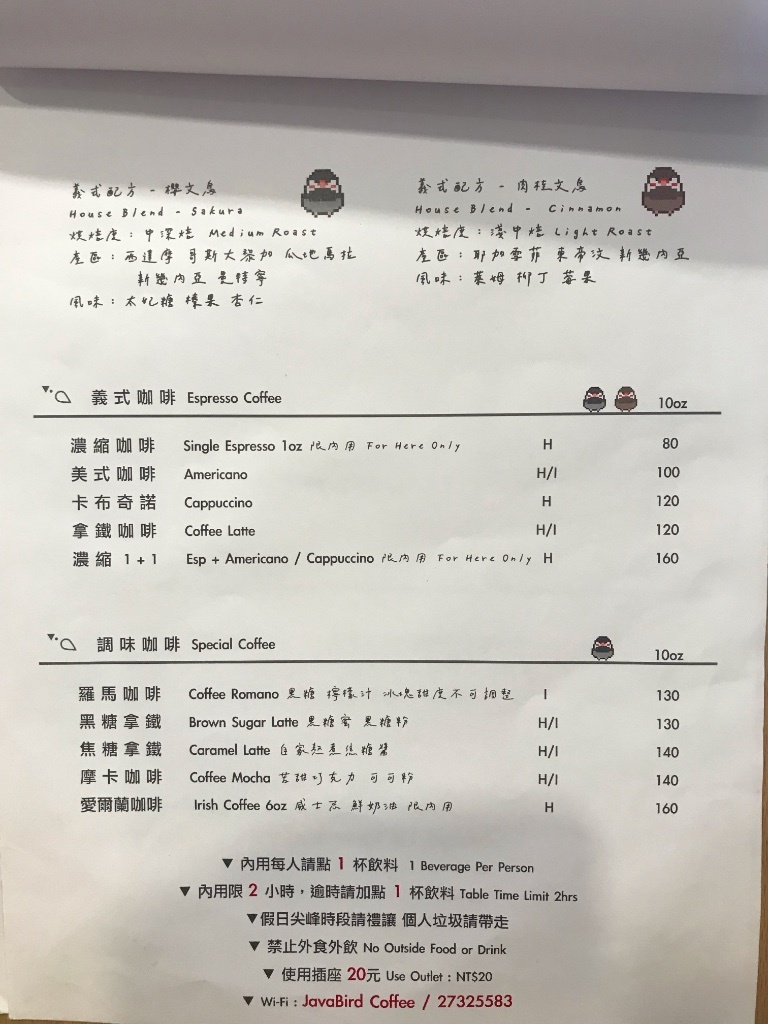 義式配方 - 櫻文鳥
House Blend - Sakura
烘焙度：中深焙 Medium Roast
產區：西達摩 哥斯大黎加 瓜地馬拉
新幾內亞 曼特寧
風味：太妃糖 榛果 杏仁
義式配方 - 肉桂文鳥
House Blend - Cinnamon
烘焙度：淺中焙 Light Roast
產區：耶加雪菲 東帝汶 新幾內亞
風味：萊姆 柳丁 莓果
義式咖啡 Espresso Coffee 10oz
濃縮咖啡 Single Espresso 1oz 限內用 For Here Only H 80
美式咖啡 Americano H/I 100
卡布奇諾 Cappuccino H 120
拿鐵咖啡 Coffee Latte H/I 120
濃縮 1+1 Esp + Americano / Cappuccino 限內用 For Here Only H 160
調味咖啡 Special Coffee 10oz
羅馬咖啡 Coffee Romano 黑糖 檸檬汁 冰塊甜度不可調整 I 130
黑糖拿鐵 Brown Sugar Latte 黑糖蜜 黑糖粉 H/I 130
焦糖拿鐵 Caramel Latte 自家熬煮焦糖醬 H/I 140
摩卡咖啡 Coffee Mocha 苦甜巧克力 可可粉 H/I 140
愛爾蘭咖啡 Irish Coffee 6oz 威士忌 鮮奶油 限內用 H 160
▼ 內用每人請點 1 杯飲料 1 Beverage Per Person
▼ 內用限 2 小時，逾時請加點 1 杯飲料 Table Time Limit 2hrs
▼假日尖峰時段請禮讓 個人垃圾請帶走
▼ 禁止外食外飲 No Outside Food or Drink
▼ 使用插座 20元 Use Outlet : NT$20
▼ Wi-Fi : JavaBird Coffee / 27325583